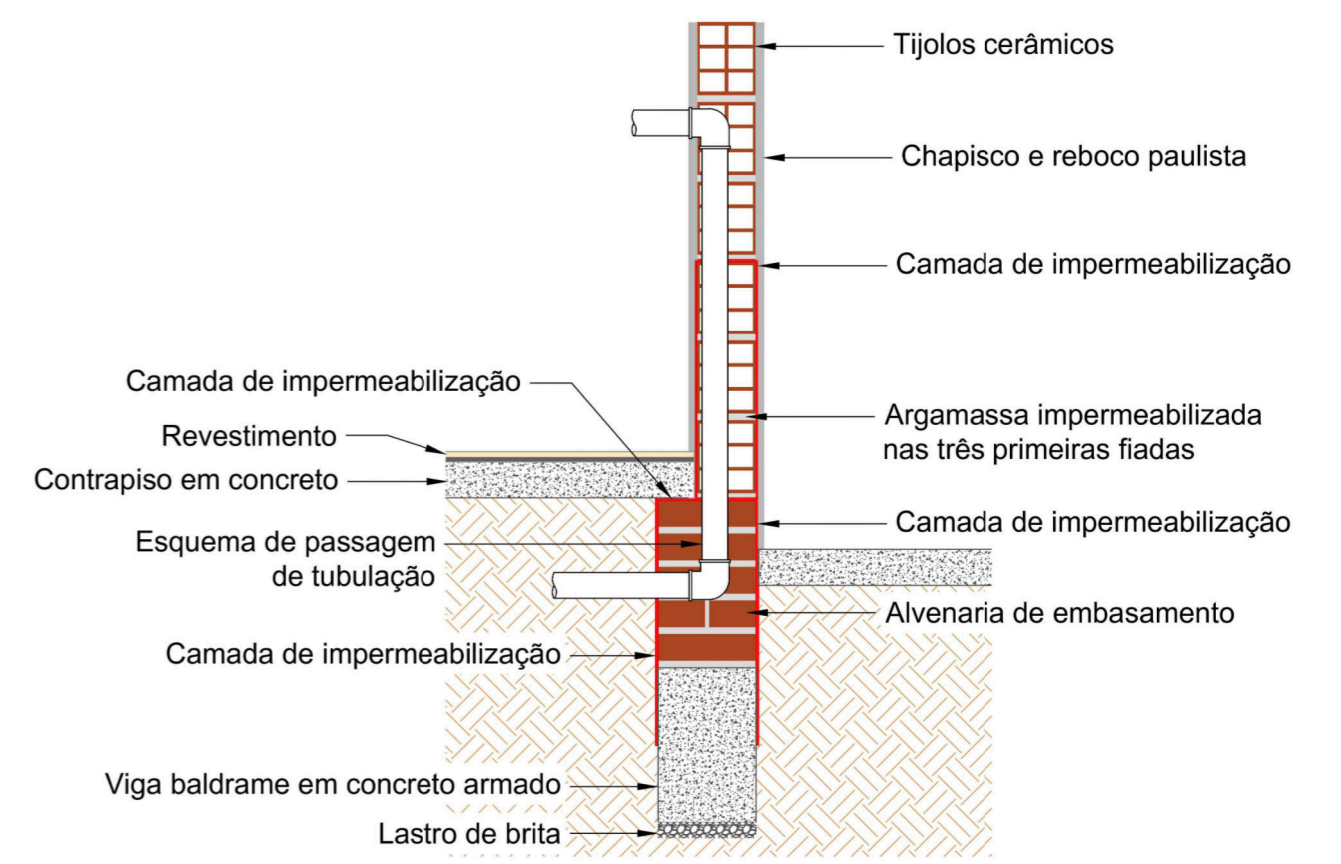 Tijolos cerâmicos
Chapisco e reboco paulista
Camada de impermeabilização
Camada de impermeabilização
Revestimento
Contrapiso em concreto
Argamassa impermeabilizada
nas três primeiras fiadas
Esquema de passagem
de tubulação
Camada de impermeabilização
Alvenaria de embasamento
Camada de impermeabilização
Viga baldrame em concreto armado
Lastro de brita